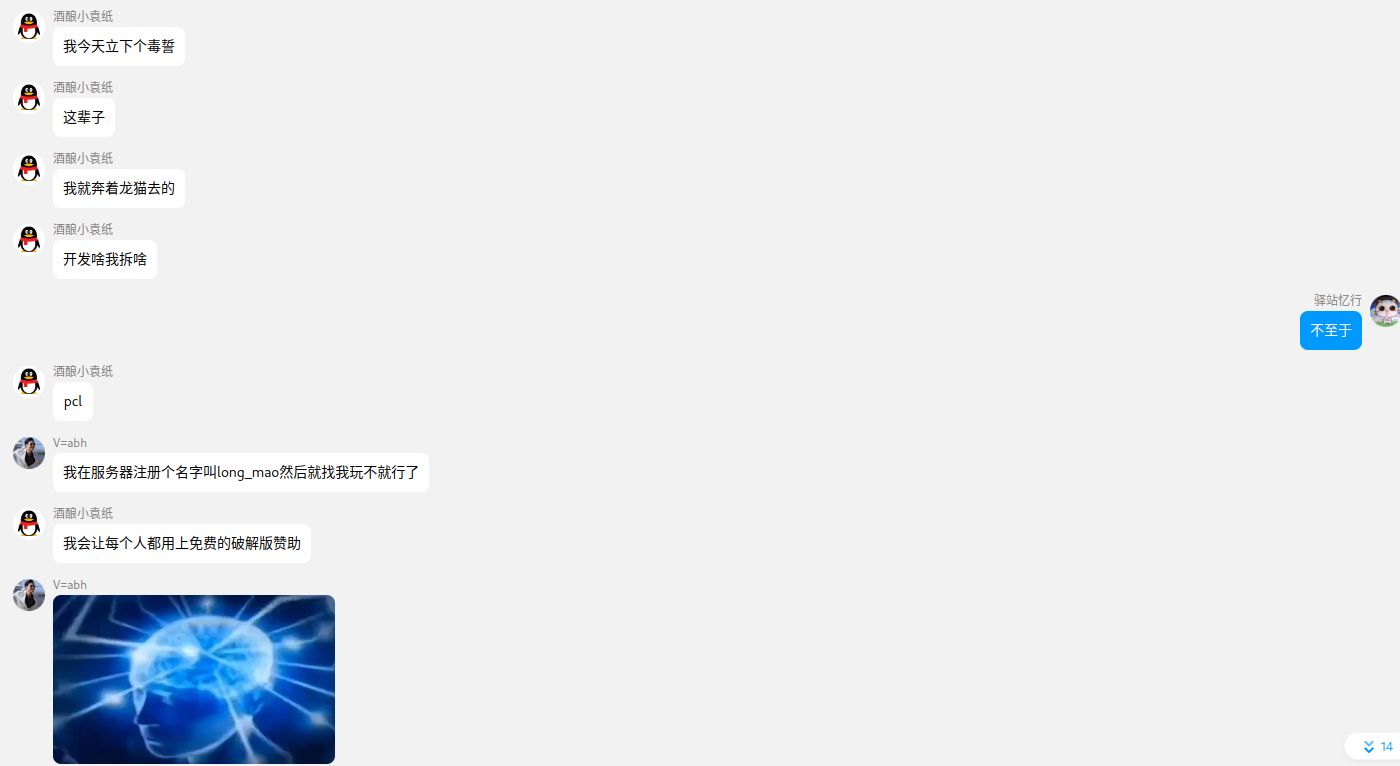 酒酿小袁纸
我今天立下个毒誓
酒酿小袁纸
这辈子
酒酿小袁纸
我就奔着龙猫去的
酒酿小袁纸
开发啥我拆啥
驿站忆行
不至于
酒酿小袁纸
pcl
V=abh
我在服务器注册个名字叫long_mao然后就找我玩不就行了
酒酿小袁纸
我会让每个人都用上免费的破解版赞助
V=abh
14